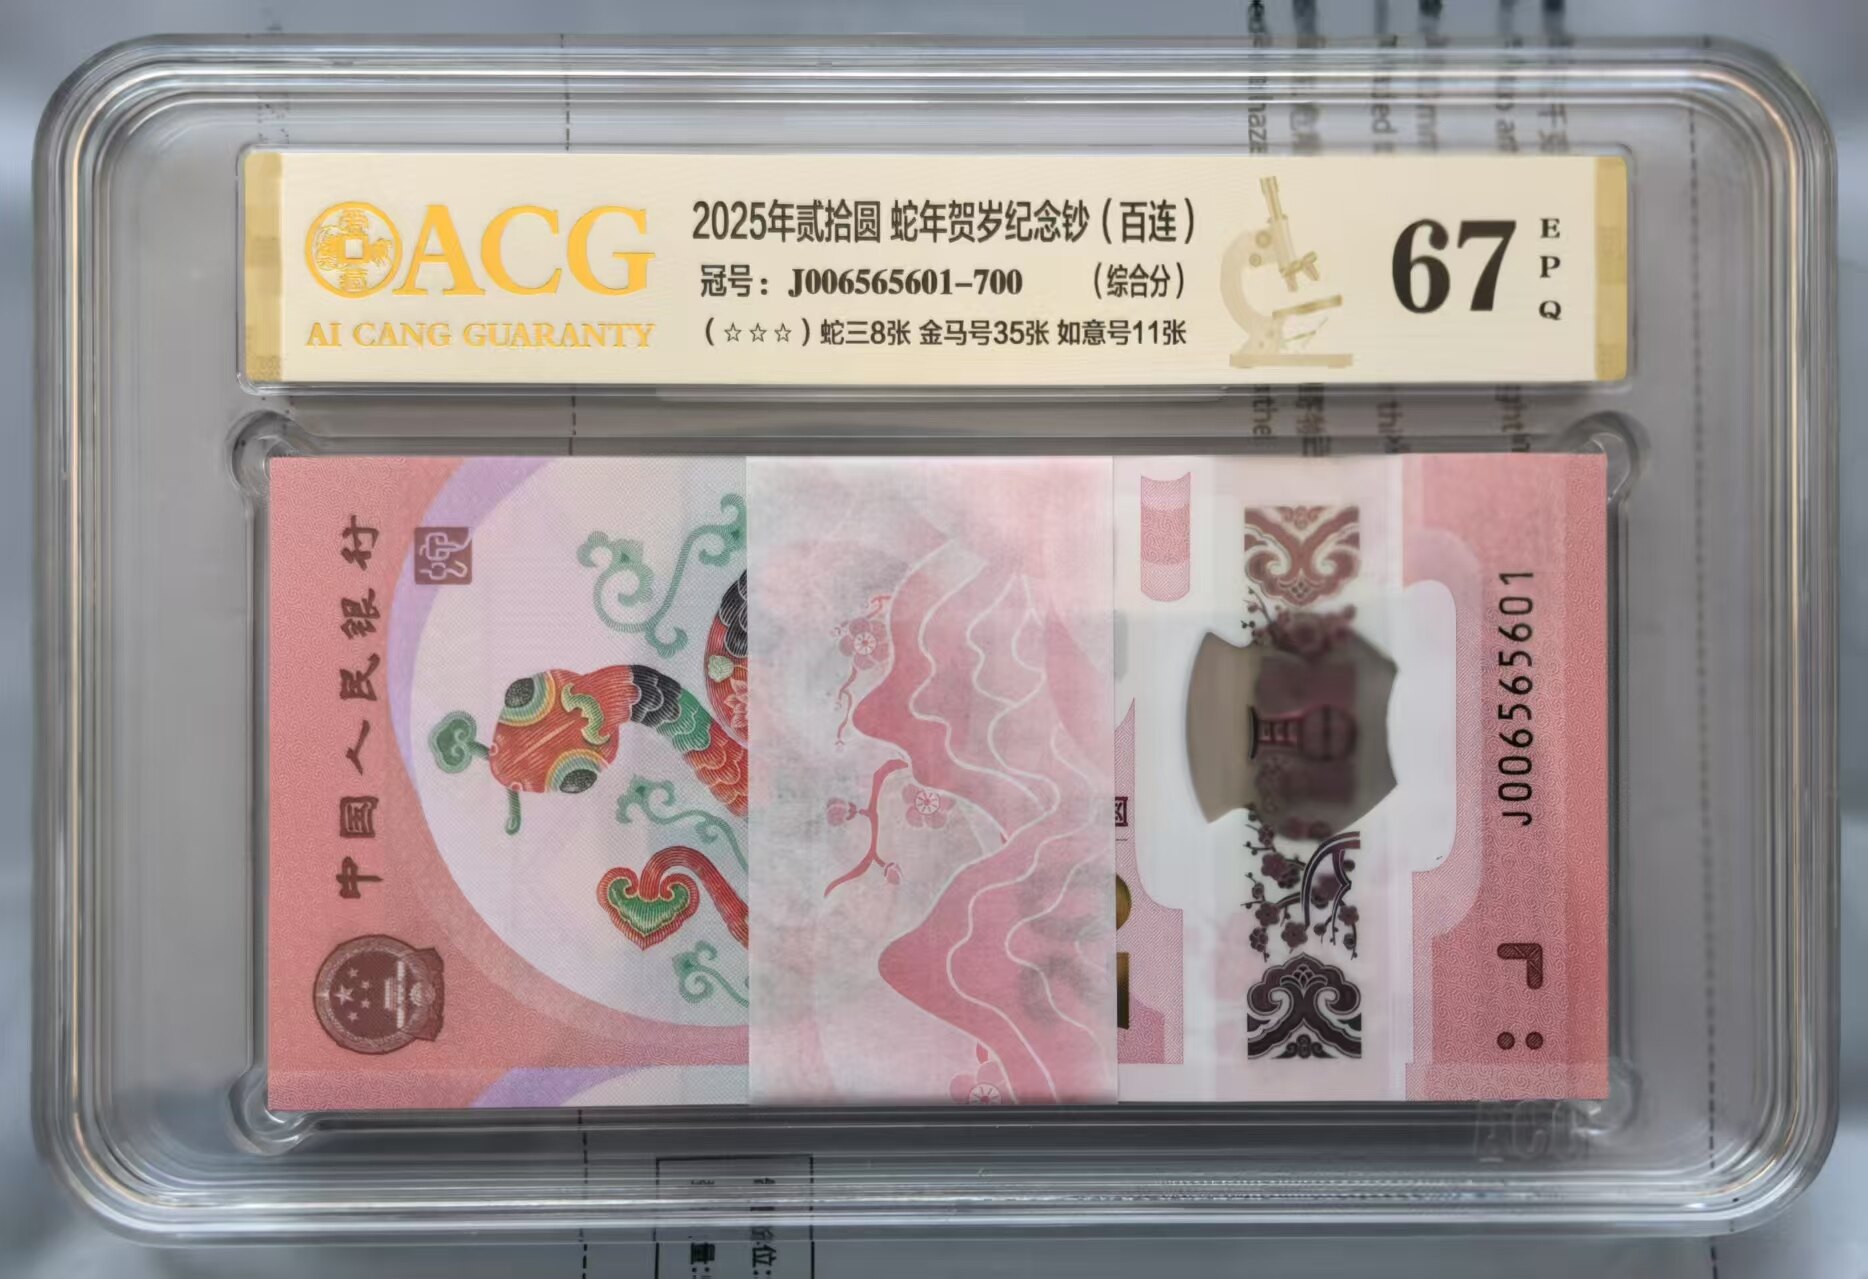 ACG
AI CANG GUARANTY
2025年贰拾圆 蛇年贺岁纪念钞（百连）
冠号：J006565601-700 （综合分）
（☆☆☆）蛇三8张 金马号35张 如意号11张
67
EPQ
中国人民银行
J006565601
ACG